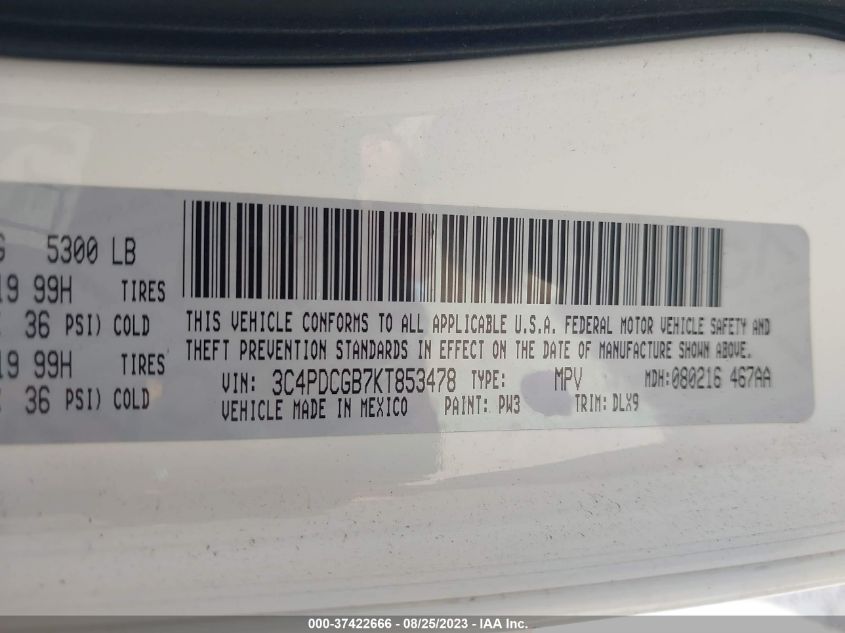 G 5300 LB
19 99H TIRES
36 PSI) COLD
19 99H TIRES
36 PSI) COLD
THIS VEHICLE CONFORMS TO ALL APPLICABLE U.S.A. FEDERAL MOTOR VEHICLE SAFETY AND
THEFT PREVENTION STANDARDS IN EFFECT ON THE DATE OF MANUFACTURE SHOWN ABOVE.
VIN: 3C4PDCGB7KT853478 TYPE: MPV MDH:080216 467AA
VEHICLE MADE IN MEXICO PAINT: PW3 TRIM: DLX9
000-37422666 - 08/25/2023 - IAA Inc.